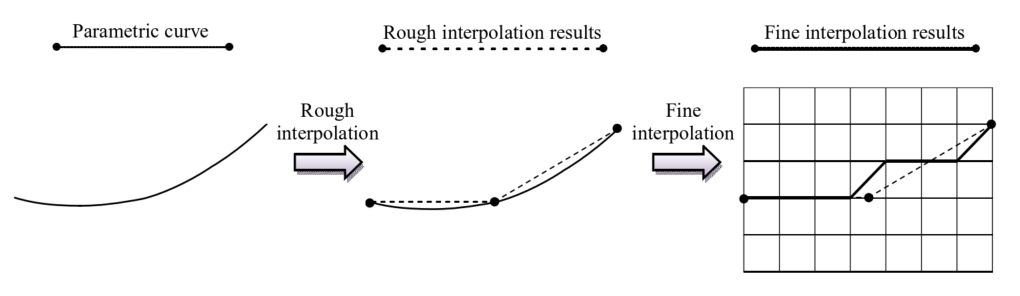 Parametric curve
Rough interpolation results
Fine interpolation results
Rough
interpolation
Fine
interpolation